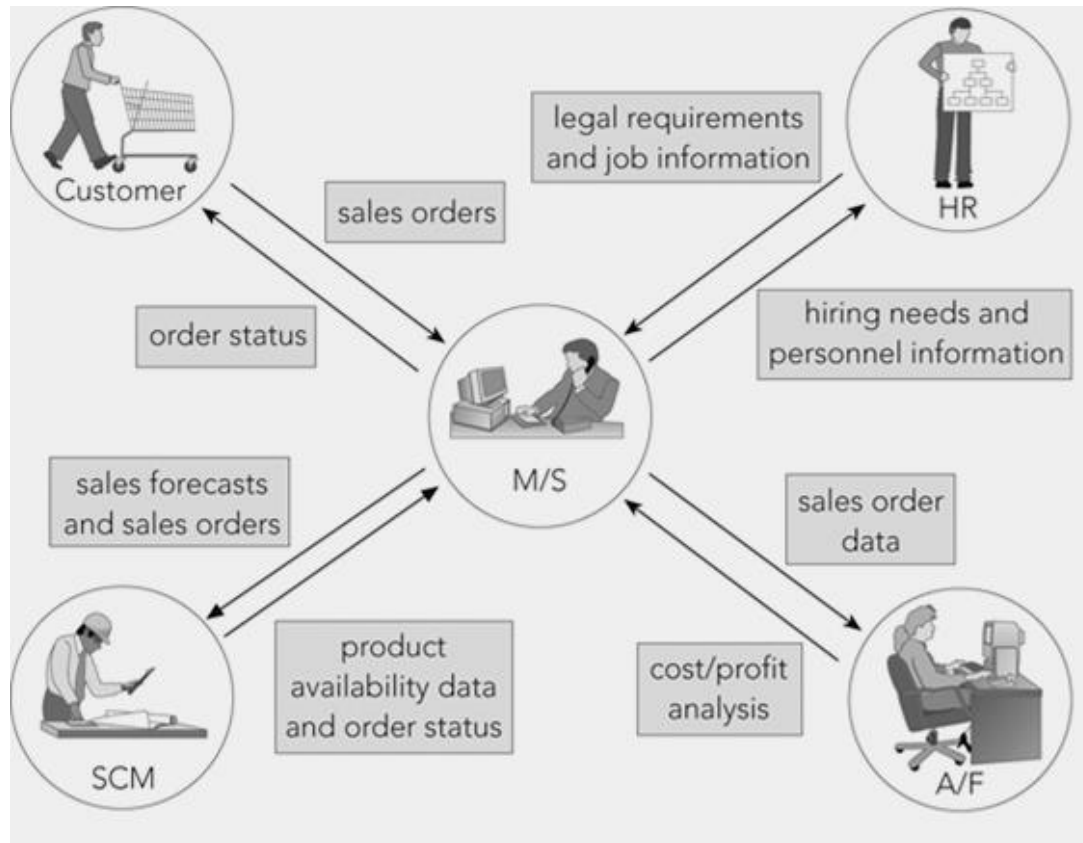 Customer
sales orders
order status
legal requirements
and job information
HR
hiring needs and
personnel information
M/S
sales forecasts
and sales orders
SCM
product
availability data
and order status
sales order
data
cost/profit
analysis
A/F